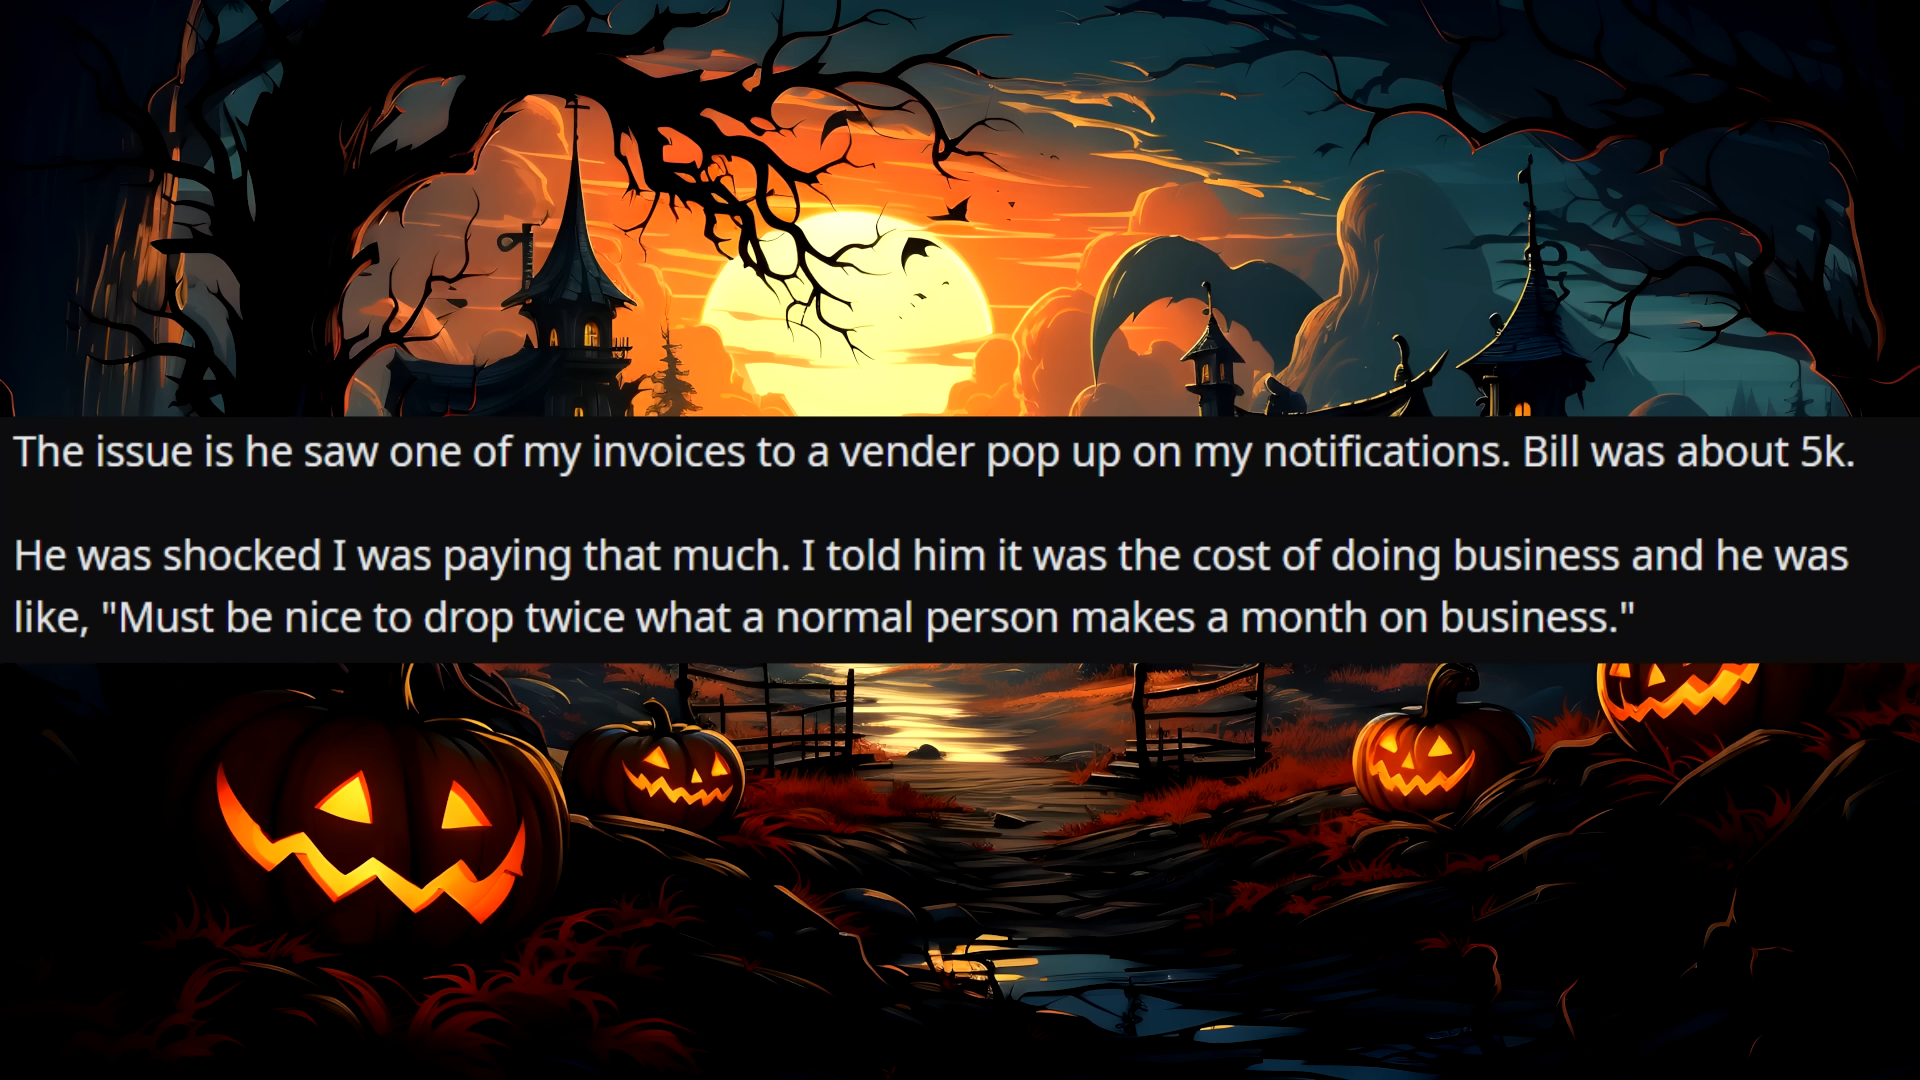 The issue is he saw one of my invoices to a vender pop up on my notifications. Bill was about 5k.
He was shocked I was paying that much. I told him it was the cost of doing business and he was
like, "Must be nice to drop twice what a normal person makes a month on business."